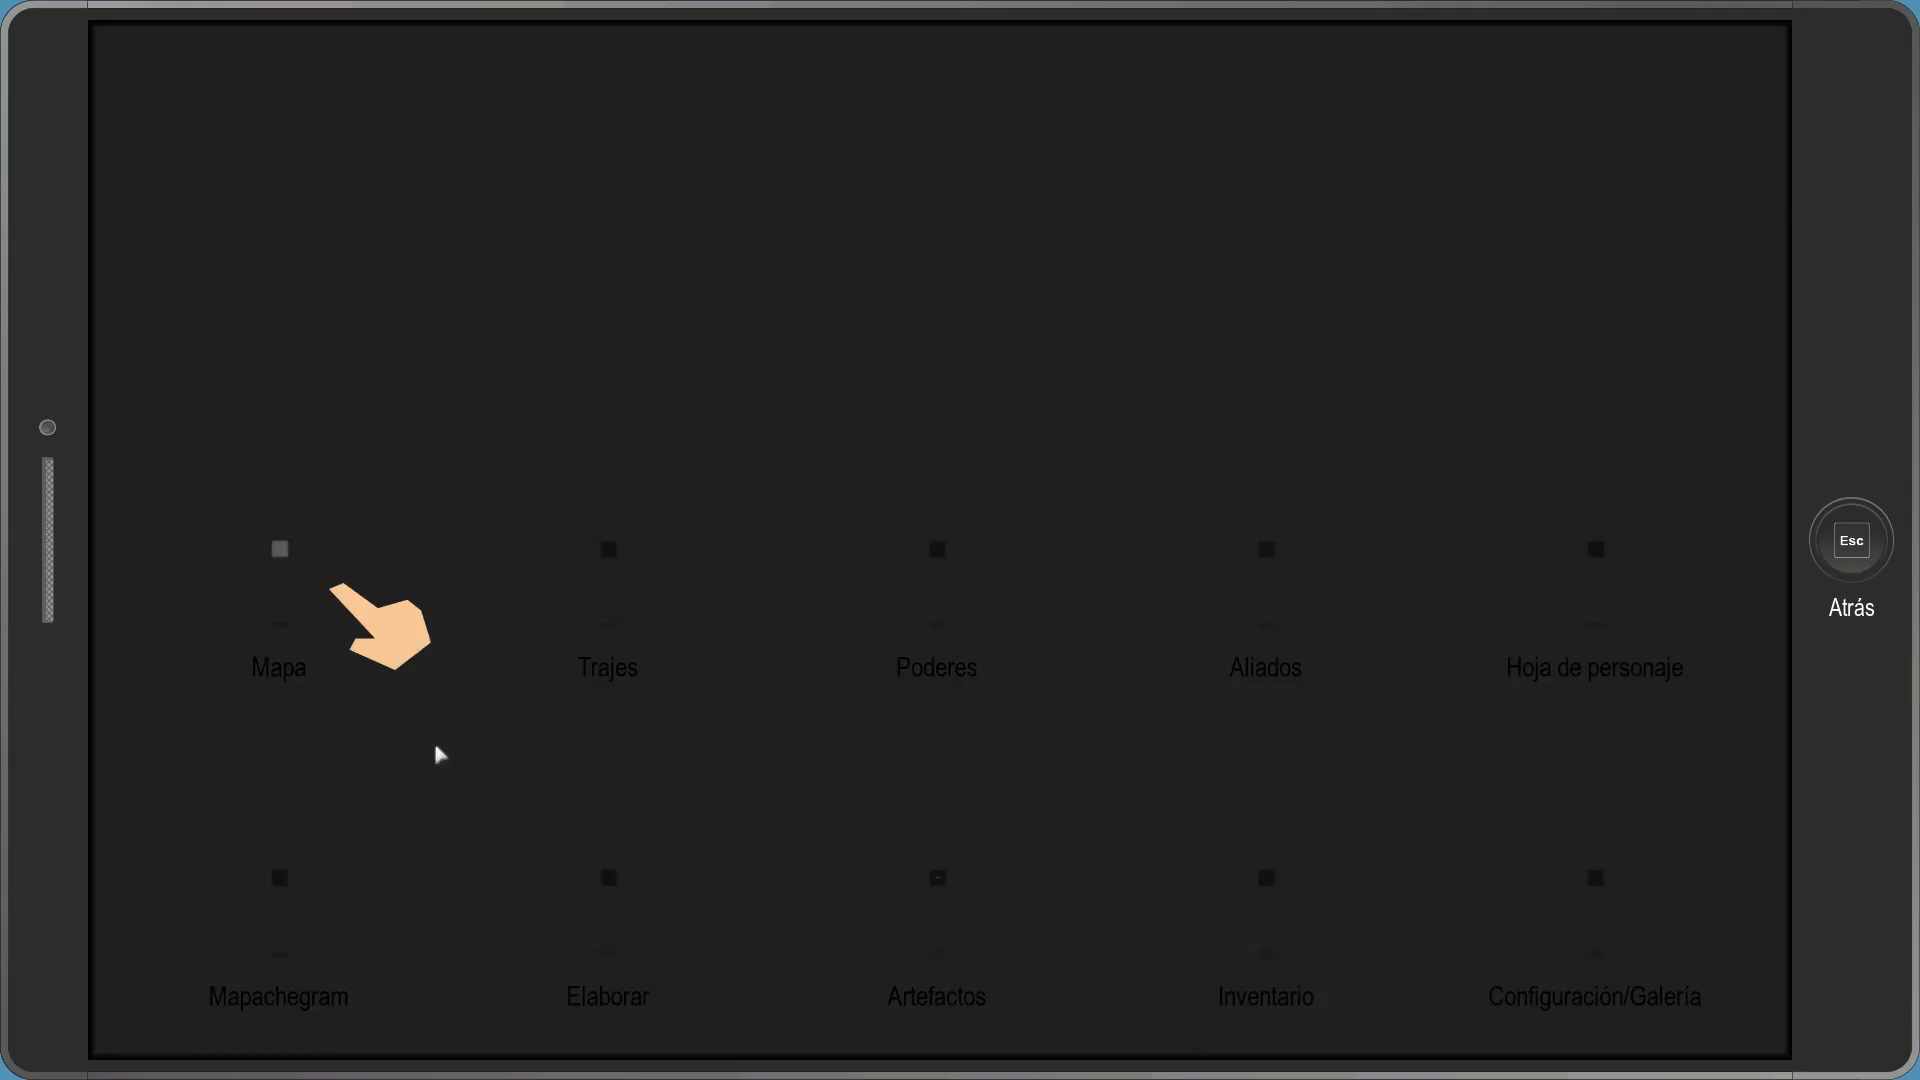 Esc
Atrás
Mapa
Trajes
Poderes
Aliados
Hoja de personaje
Mapachegram
Elaborar
Artefactos
Inventario
Configuración/Galería